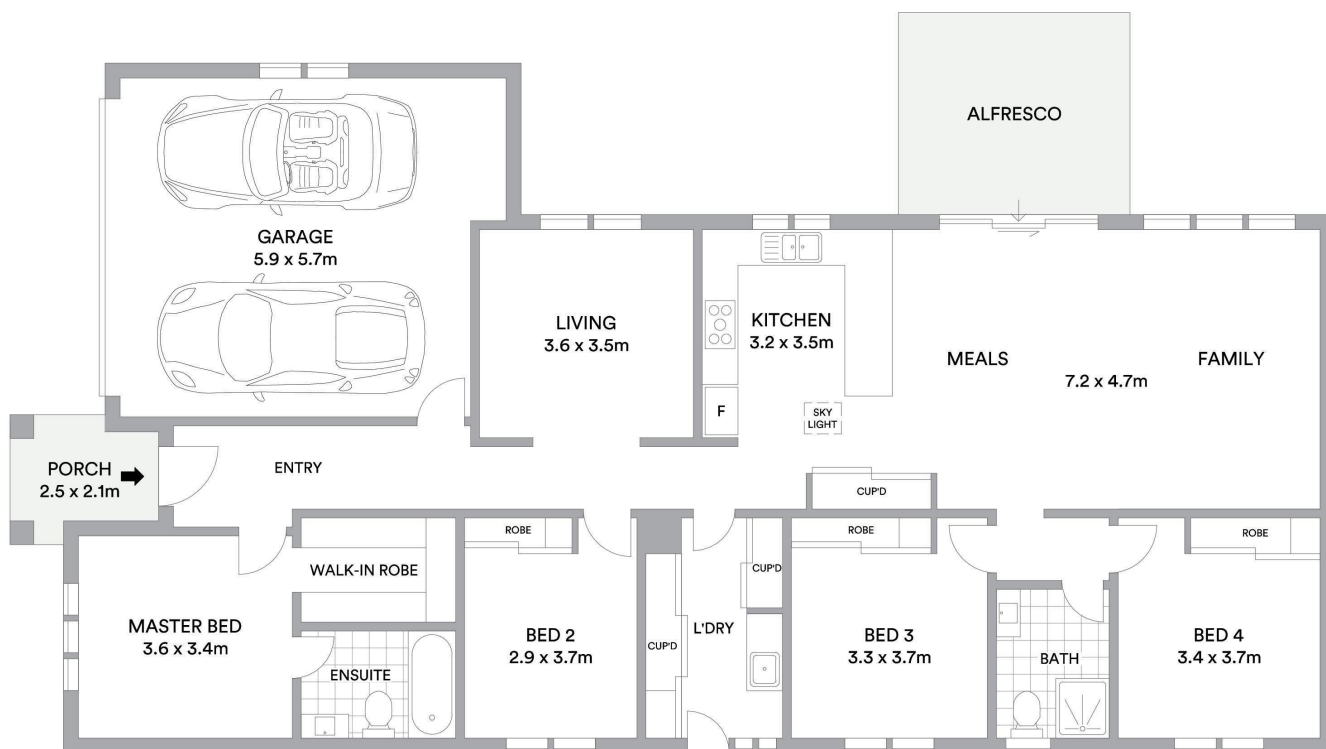 ALFRESCO
GARAGE
5.9 x 5.7m
LIVING
3.6 x 3.5m
KITCHEN
3.2 x 3.5m
MEALS
FAMILY
7.2 x 4.7m
F
SKY
LIGHT
PORCH
2.5 x 2.1m
ENTRY
CUP'D
ROBE
ROBE
ROBE
WALK-IN ROBE
CUP'D
MASTER BED
3.6 x 3.4m
BED 2
2.9 x 3.7m
L'DRY
BED 3
3.3 x 3.7m
BED 4
3.4 x 3.7m
CUP'D
BATH
ENSUITE